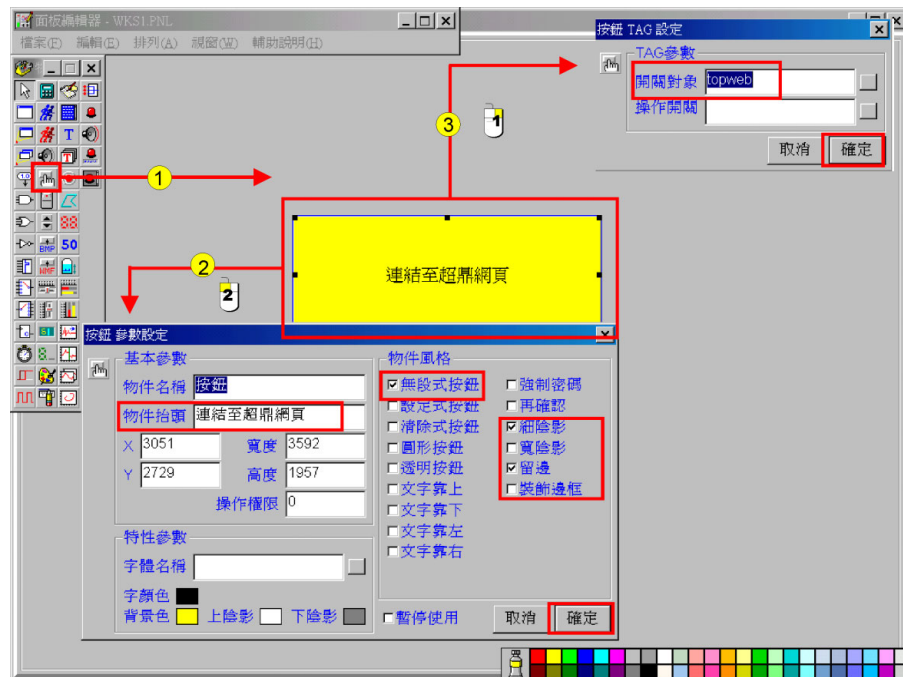 面板編輯器 - WKS1.PNL
檔案(F) 編輯(E) 排列(A) 視窗(W) 輔助說明(H)
按鈕 TAG 設定
TAG參數
開關對象 topweb
操作開關
取消 確定
3
1
1
T
BMP 50
WMF
2
2
連結至超鼎網頁
按鈕 參數設定
基本參數
物件名稱 按鈕
物件抬頭 連結至超鼎網頁
X 3051 寬度 3592
Y 2729 高度 1957
操作權限 0
特性參數
字體名稱
字顏色
背景色 上陰影 下陰影
物件風格
無段式按鈕 強制密碼
設定式按鈕 再確認
清除式按鈕 細陰影
圓形按鈕 寬陰影
透明按鈕 留邊
文字靠上 裝飾邊框
文字靠下
文字靠左
文字靠右
暫停使用 取消 確定